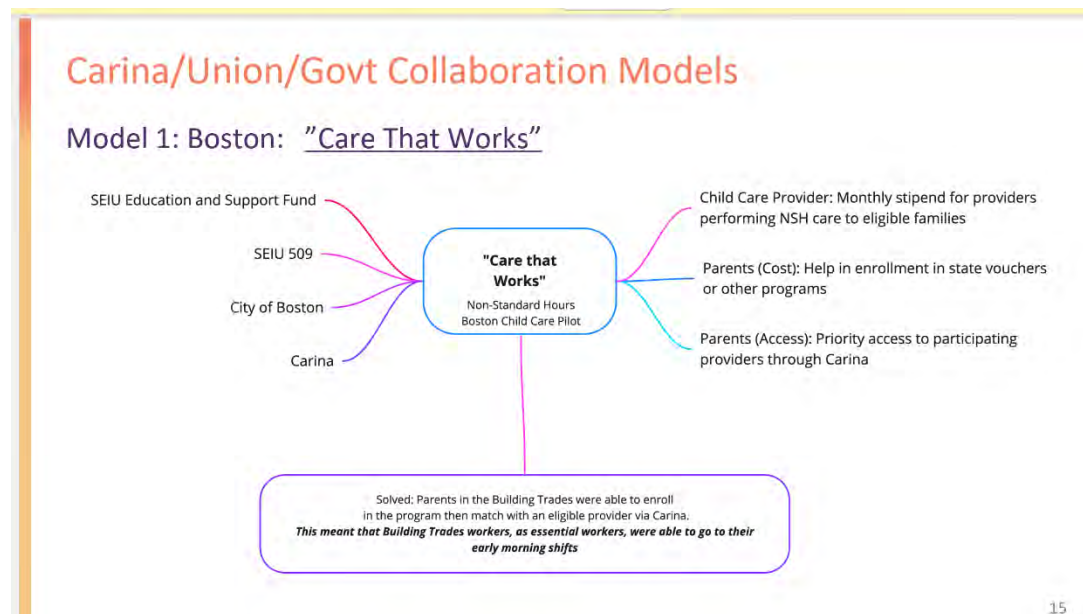 Carina/Union/Govt Collaboration Models
Model 1: Boston: ”Care That Works”
SEIU Education and Support Fund
SEIU 509
City of Boston
Carina
"Care that
Works"
Non-Standard Hours
Boston Child Care Pilot
Child Care Provider: Monthly stipend for providers
performing NSH care to eligible families
Parents (Cost): Help in enrollment in state vouchers
or other programs
Parents (Access): Priority access to participating
providers through Carina
Solved: Parents in the Building Trades were able to enroll
in the program then match with an eligible provider via Carina.
This meant that Building Trades workers, as essential workers, were able to go to their
early morning shifts
15